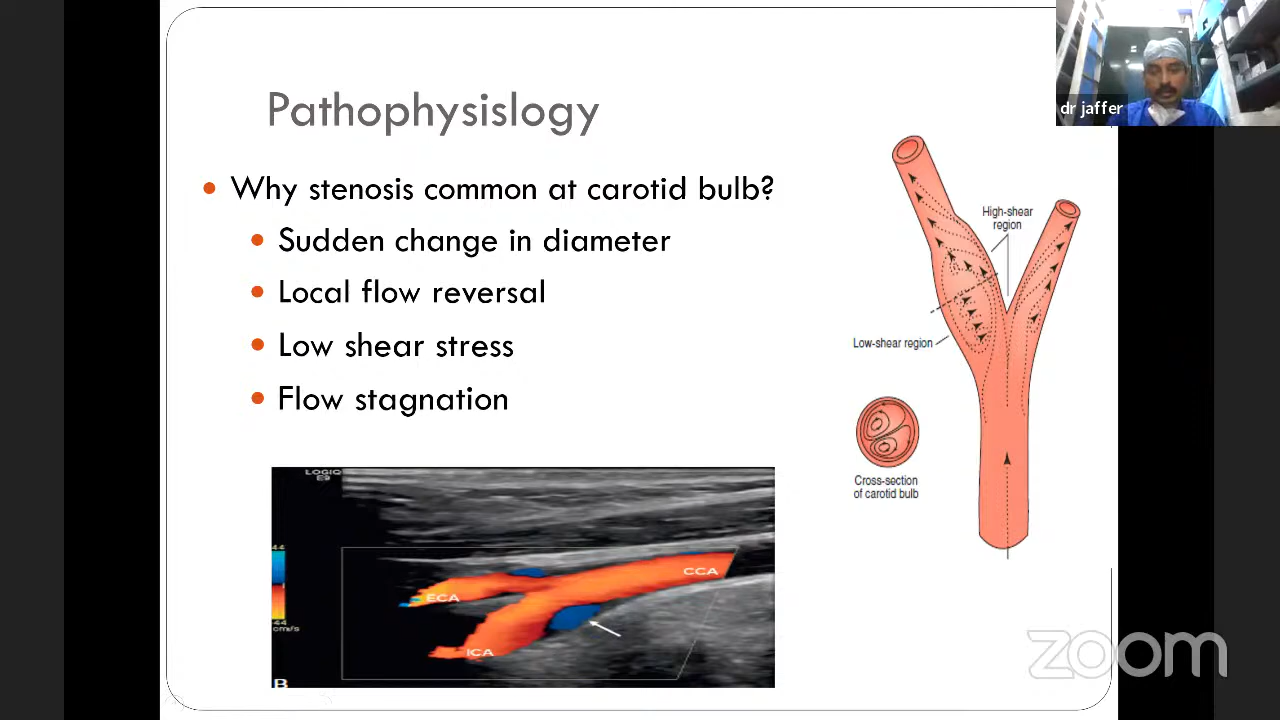 dr jaffer
Pathophysislogy
Why stenosis common at carotid bulb?
Sudden change in diameter
Local flow reversal
Low shear stress
Flow stagnation
High-shear
region
Low-shear region
Cross-section
of carotid bulb
LOGIQ
E9
44
44
cm/s
CCA
ECA
ICA
B
zoom